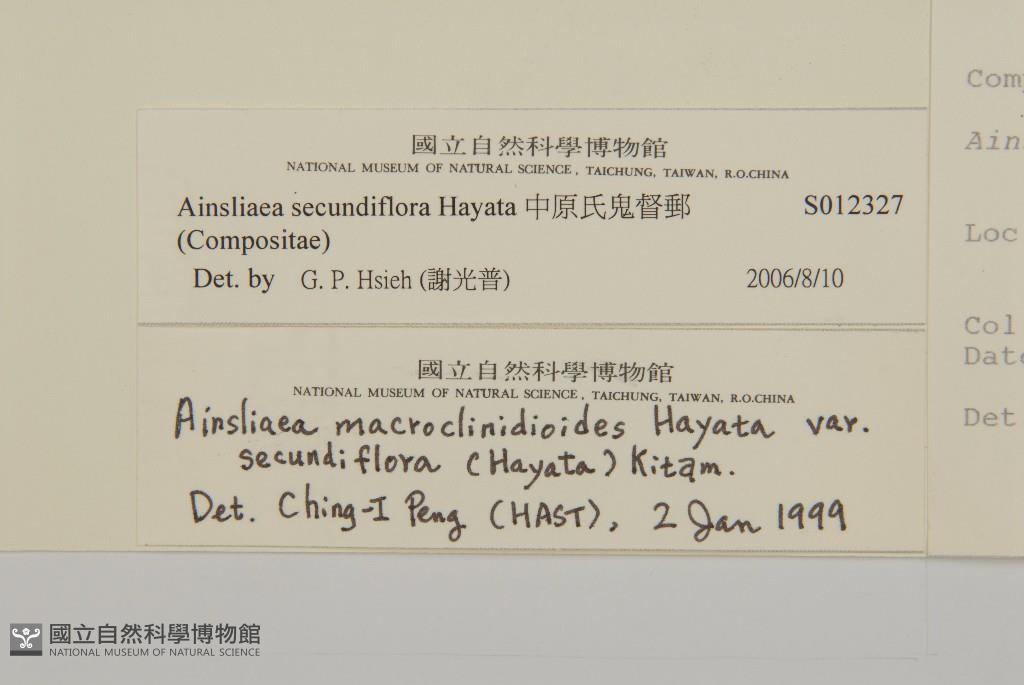 國立自然科學博物館
NATIONAL MUSEUM OF NATURAL SCIENCE, TAICHUNG, TAIWAN, R.O.CHINA
Ainsliaea secundiflora Hayata 中原氏鬼督郵 S012327
(Compositae)
Det. by G. P. Hsieh (謝光普) 2006/8/10
國立自然科學博物館
NATIONAL MUSEUM OF NATURAL SCIENCE, TAICHUNG, TAIWAN, R.O.CHINA
Ainsliaea macroclinidioides Hayata var.
secundiflora (Hayata) Kitam.
Det. Ching-I Peng (HAST), 2 Jan 1999
Com
Ain
Loc
Col
Date
Det
國立自然科學博物館
NATIONAL MUSEUM OF NATURAL SCIENCE